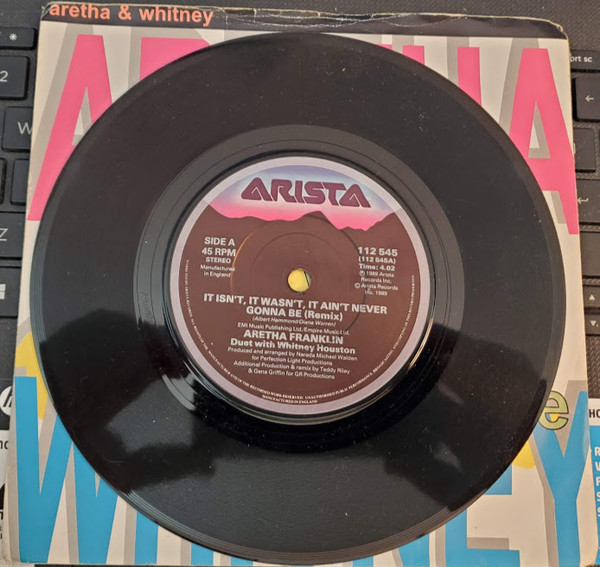 aretha & whitney
ARISTA
SIDE A
45 RPM
STEREO
Manufactured
in England
112 545
(112 545A)
Time: 4.02
℗ 1989 Arista
Records Inc.
© Arista Records
Inc. 1989
IT ISN'T, IT WASN'T, IT AIN'T NEVER
GONNA BE (Remix)
(Albert Hammond/Diane Warren)
EMI Music Publishing Ltd./Empire Music Ltd.
ARETHA FRANKLIN
Duet with Whitney Houston
Produced and arranged by Narada Michael Walden
for Perfection Light Productions
Additional Production & remix by Teddy Riley
& Gene Griffin for GR Productions
MANUFACTURED IN ENGLAND